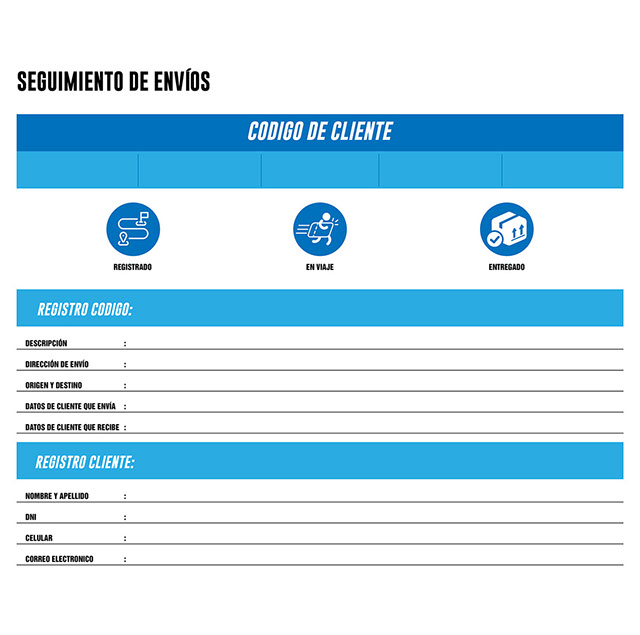 SEGUIMIENTO DE ENVÍOS
CODIGO DE CLIENTE
REGISTRADO EN VIAJE ENTREGADO
REGISTRO CODIGO:
DESCRIPCIÓN :
DIRECCIÓN DE ENVÍO :
ORIGEN Y DESTINO :
DATOS DE CLIENTE QUE ENVÍA :
DATOS DE CLIENTE QUE RECIBE :
REGISTRO CLIENTE:
NOMBRE Y APELLIDO :
DNI :
CELULAR :
CORREO ELECTRONICO :